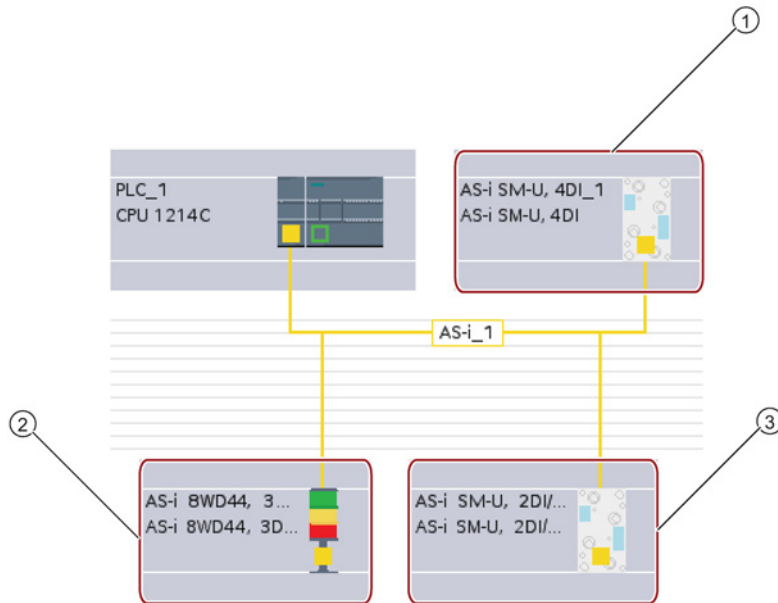 ①
PLC_1
CPU 1214C
AS-i SM-U, 4DI_1
AS-i SM-U, 4DI
AS-i_1
②
③
AS-i 8WD44, 3...
AS-i 8WD44, 3D...
AS-i SM-U, 2DI/...
AS-i SM-U, 2DI/...